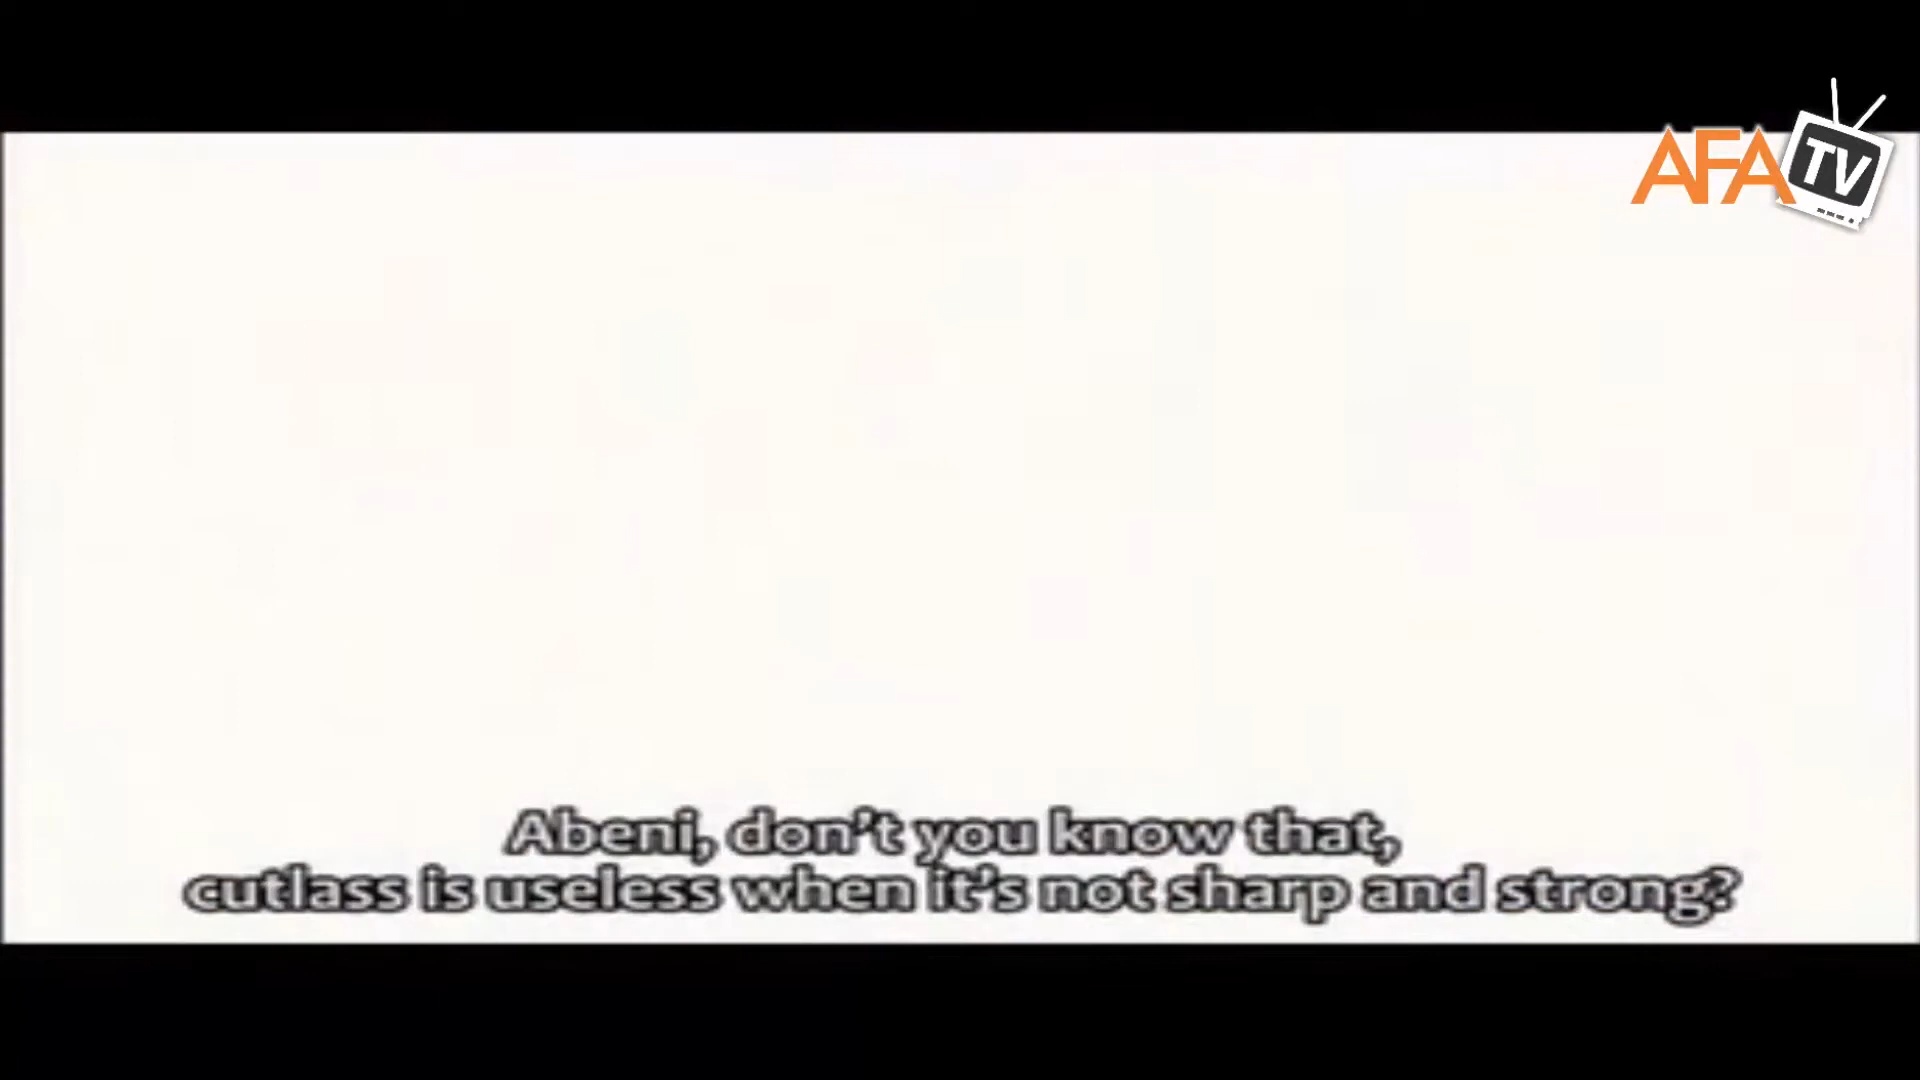 AFA TV
Abeni, don't you know that,
cutlass is useless when it's not sharp and strong?